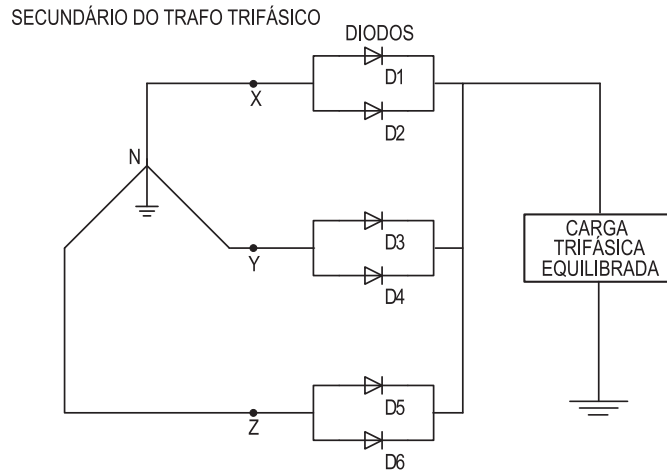 SECUNDÁRIO DO TRAFO TRIFÁSICO
DIODOS
D1
X
D2
N
D3
Y
D4
CARGA
TRIFÁSICA
EQUILIBRADA
D5
Z
D6